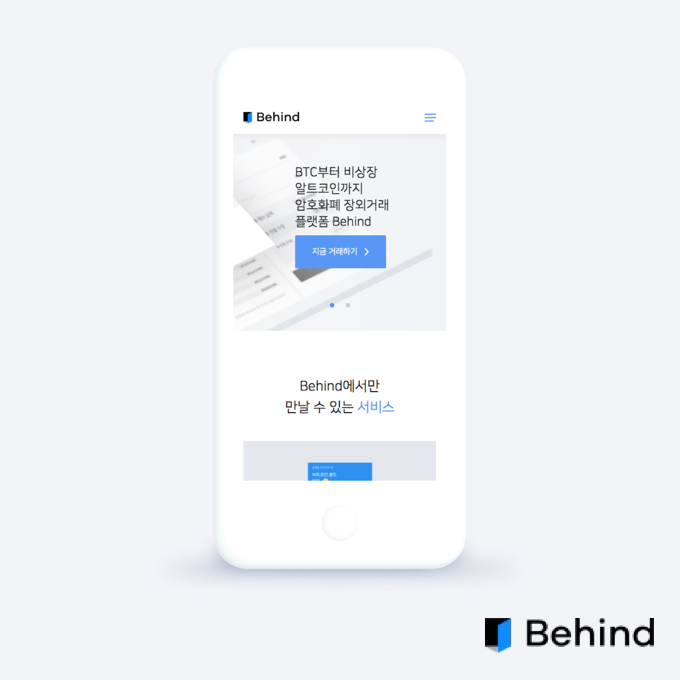 Behind
BTC부터 비상장
알트코인까지
암호화폐 장외거래
플랫폼 Behind
지금 거래하기
Behind에서만
만날 수 있는 서비스
Behind